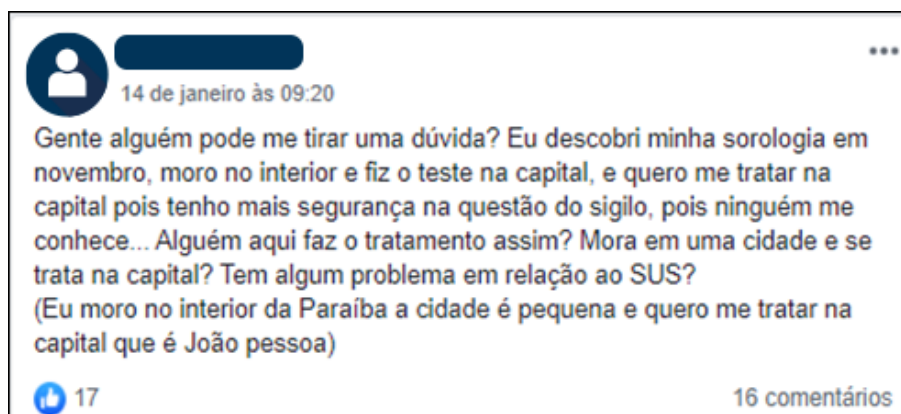 14 de janeiro às 09:20
Gente alguém pode me tirar uma dúvida? Eu descobri minha sorologia em
novembro, moro no interior e fiz o teste na capital, e quero me tratar na
capital pois tenho mais segurança na questão do sigilo, pois ninguém me
conhece... Alguém aqui faz o tratamento assim? Mora em uma cidade e se
trata na capital? Tem algum problema em relação ao SUS?
(Eu moro no interior da Paraíba a cidade é pequena e quero me tratar na
capital que é João pessoa)
17 16 comentários